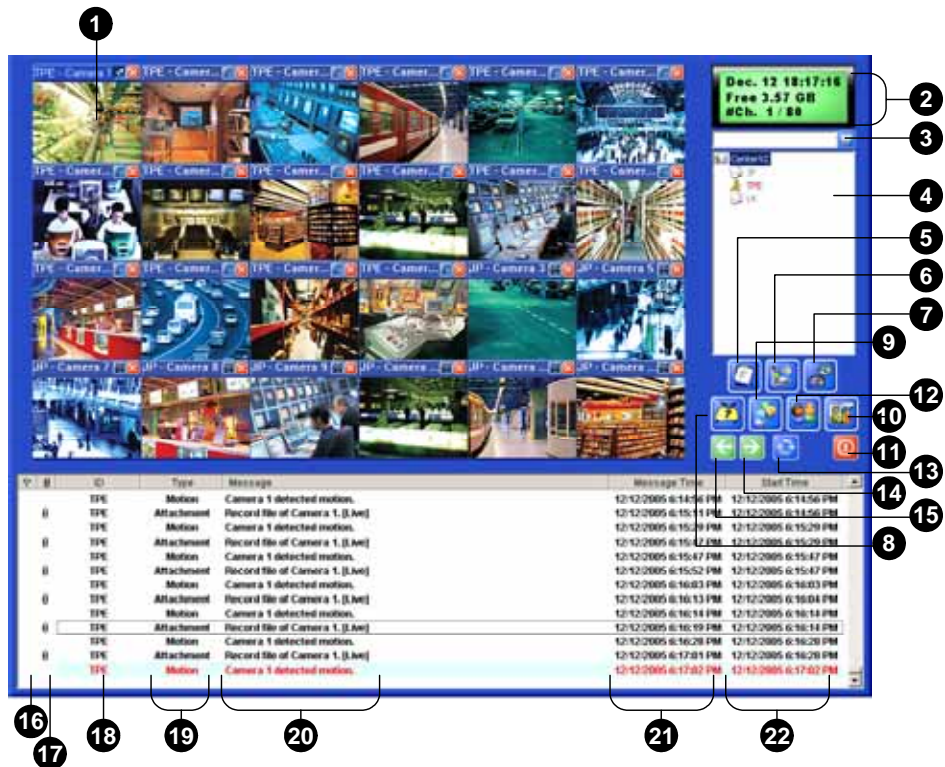 1
TPE - Camera 1 TPE - Camer... TPE - Camer... TPE - Camer... TPE - Camer... TPE - Camer...
Dec. 12 18:17:16
Free 3.57 GB
#Ch. 1 / 80
2
3
TPE - Camer... TPE - Camer... TPE - Camer... TPE - Camer... TPE - Camer... TPE - Camer...
JP
TPE
4
5
6
TPE - Camer... TPE - Camer... TPE - Camer... TPE - Camer... JP - Camera 3 JP - Camera 5
7
9
JP - Camera 7 JP - Camera 8 JP - Camera 9
12
10
11
13
14
15
8
ID Type Message Message Time Start Time
TPE Motion Camera 1 detected motion. 12/12/2005 6:14:56 PM 12/12/2005 6:14:56 PM
TPE Attachment Record file of Camera 1. [Live] 12/12/2005 6:15:11 PM 12/12/2005 6:14:56 PM
TPE Motion Camera 1 detected motion. 12/12/2005 6:15:29 PM 12/12/2005 6:15:29 PM
TPE Attachment Record file of Camera 1. [Live] 12/12/2005 6:15:47 PM 12/12/2005 6:15:29 PM
TPE Motion Camera 1 detected motion. 12/12/2005 6:15:47 PM 12/12/2005 6:15:47 PM
TPE Attachment Record file of Camera 1. [Live] 12/12/2005 6:15:52 PM 12/12/2005 6:15:47 PM
TPE Motion Camera 1 detected motion. 12/12/2005 6:16:03 PM 12/12/2005 6:16:03 PM
TPE Attachment Record file of Camera 1. [Live] 12/12/2005 6:16:13 PM 12/12/2005 6:16:04 PM
TPE Motion Camera 1 detected motion. 12/12/2005 6:16:14 PM 12/12/2005 6:16:14 PM
TPE Attachment Record file of Camera 1. [Live] 12/12/2005 6:16:19 PM 12/12/2005 6:16:14 PM
TPE Motion Camera 1 detected motion. 12/12/2005 6:16:28 PM 12/12/2005 6:16:28 PM
TPE Attachment Record file of Camera 1. [Live] 12/12/2005 6:17:01 PM 12/12/2005 6:16:28 PM
TPE Motion Camera 1 detected motion. 12/12/2005 6:17:02 PM 12/12/2005 6:17:02 PM
16
17
18
19
20
21
22